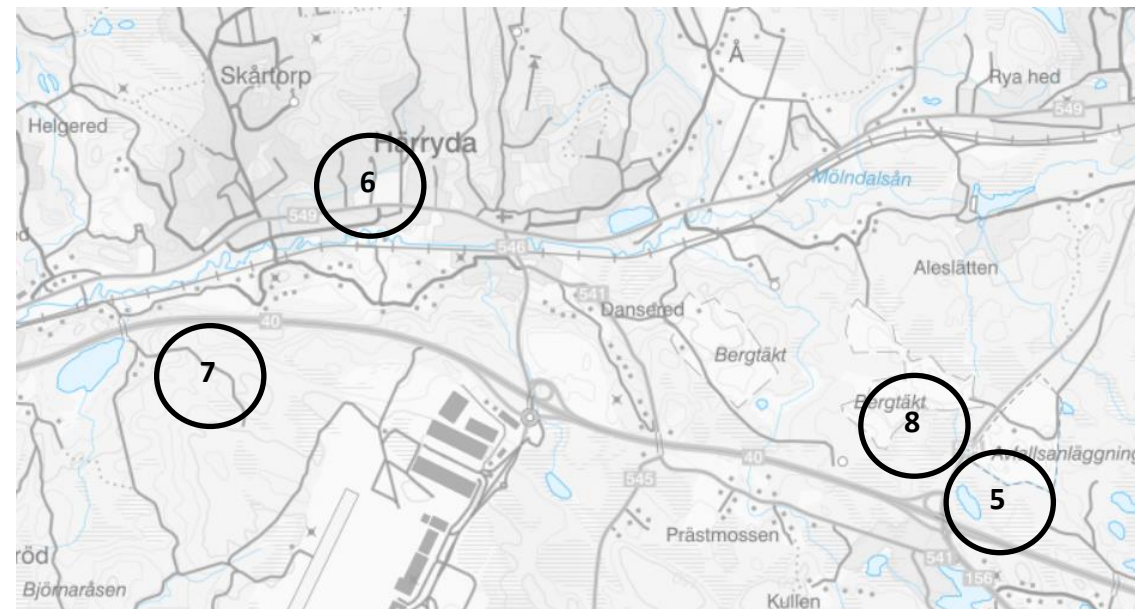 Å
Skårtorp
Rya hed
549
Helgered
Härryda
6
Mölndalsån
549
546
Aleslätten
541
Dansered
40
Bergtäkt
7
Bergtäkt
8
Avfallsanläggning
40
545
5
Prästmossen
röd
541
156
Björnaråsen
Kullen